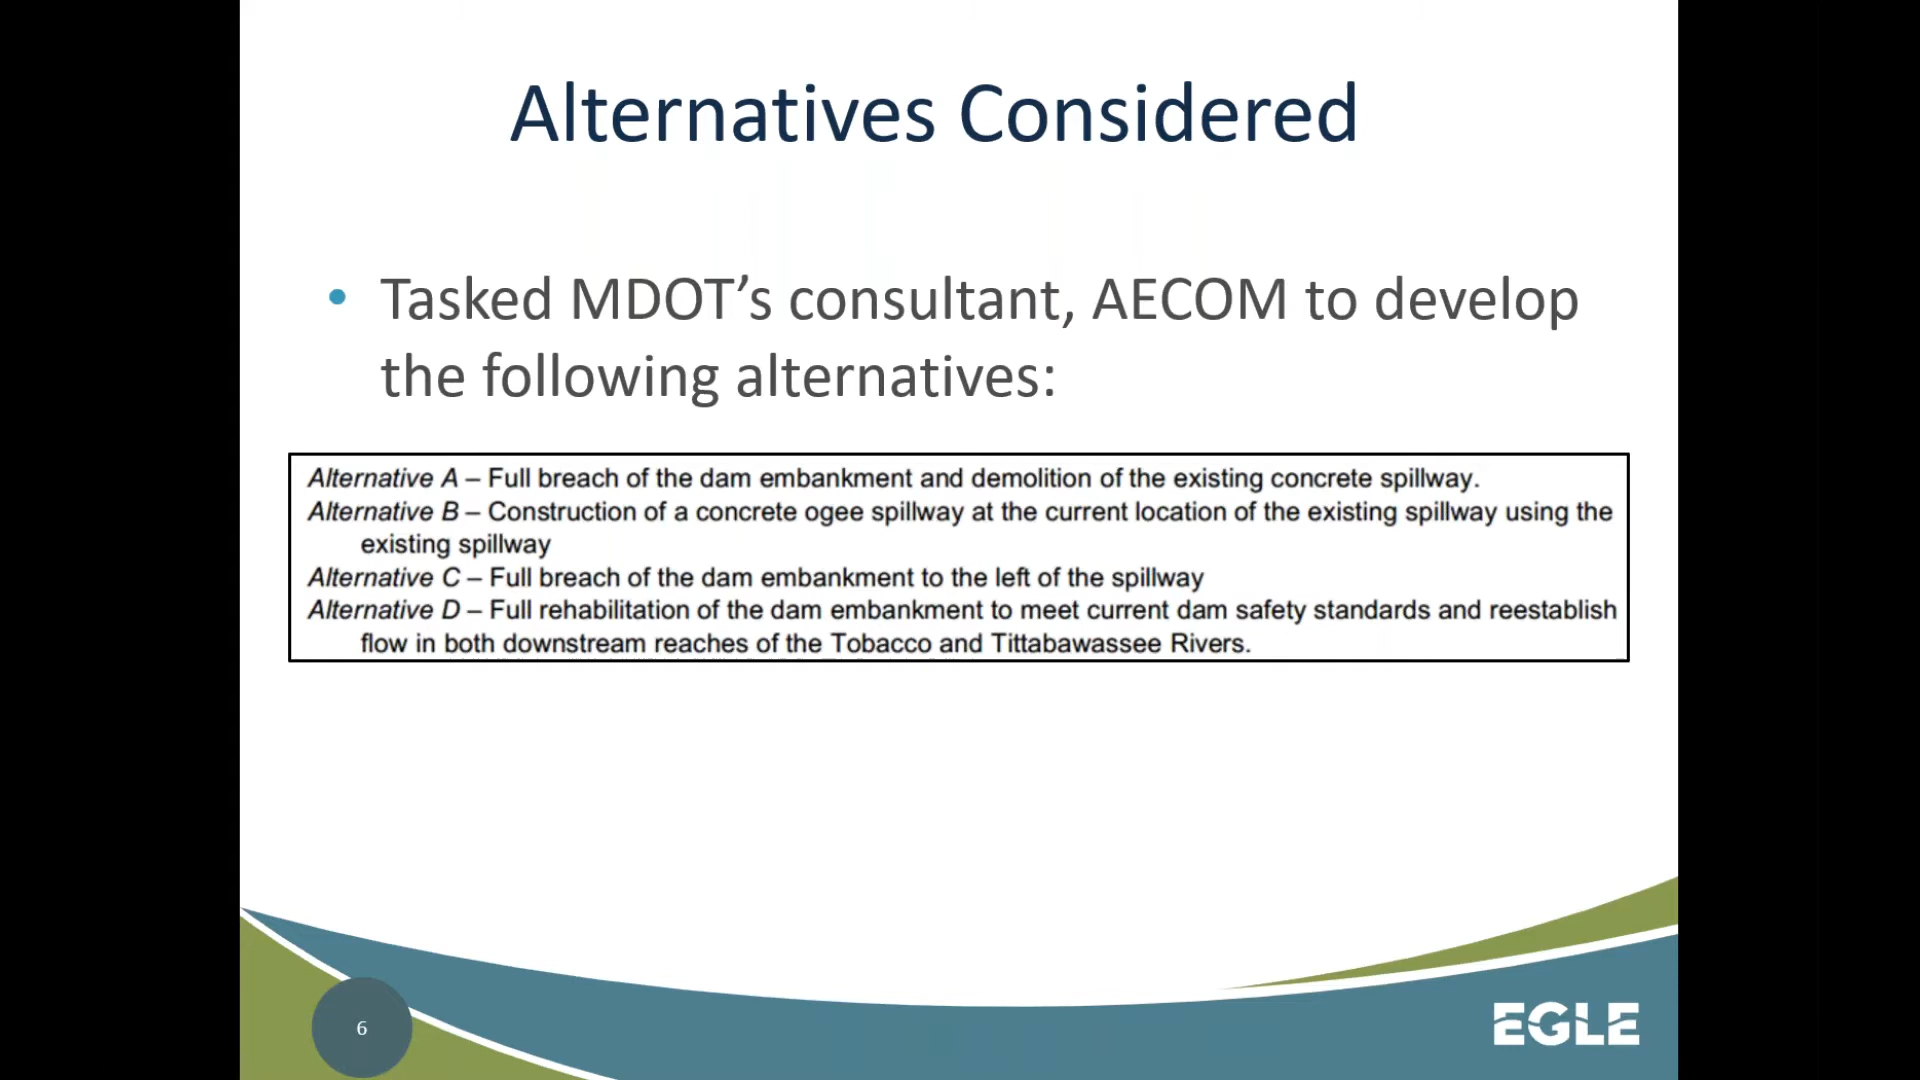 Alternatives Considered
• Tasked MDOT’s consultant, AECOM to develop
the following alternatives:
Alternative A – Full breach of the dam embankment and demolition of the existing concrete spillway.
Alternative B – Construction of a concrete ogee spillway at the current location of the existing spillway using the
existing spillway
Alternative C – Full breach of the dam embankment to the left of the spillway
Alternative D – Full rehabilitation of the dam embankment to meet current dam safety standards and reestablish
flow in both downstream reaches of the Tobacco and Tittabawassee Rivers.
6
EGLE